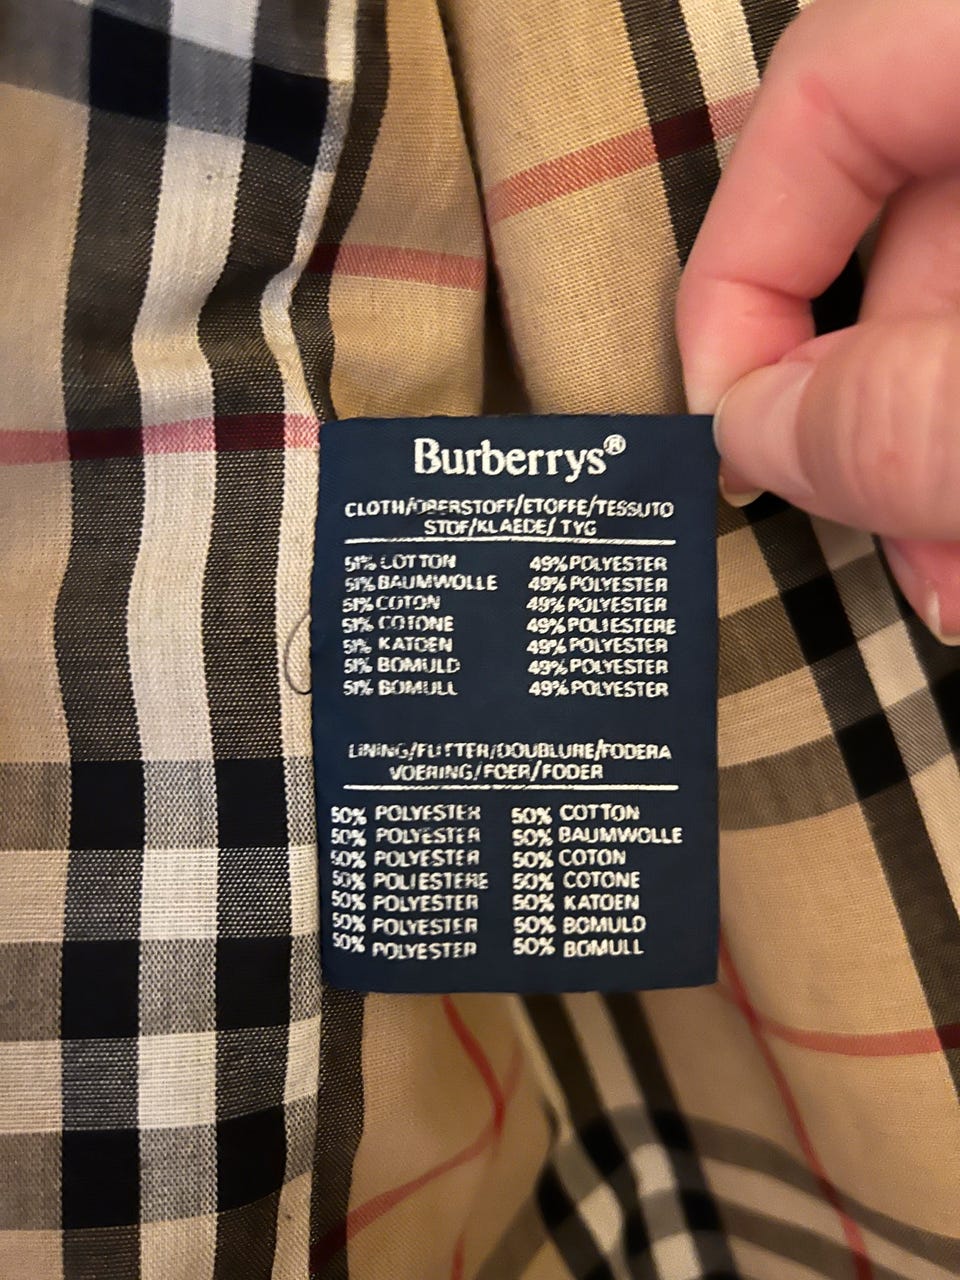 Burberrys®
CLOTH/OBERSTOFF/ETOFFE/TESSUTO
STOF/KLAEDE/TYG
51% COTTON 49% POLYESTER
51% BAUMWOLLE 49% POLYESTER
51% COTON 49% POLYESTER
51% COTONE 49% POLIESTERE
51% KATOEN 49% POLYESTER
51% BOMULD 49% POLYESTER
51% BOMULL 49% POLYESTER
LINING/FUTTER/DOUBLURE/FODERA
VOERING/FOER/FODER
50% POLYESTER 50% COTTON
50% POLYESTER 50% BAUMWOLLE
50% POLYESTER 50% COTON
50% POLIESTERE 50% COTONE
50% POLYESTER 50% KATOEN
50% POLYESTER 50% BOMULD
50% POLYESTER 50% BOMULL